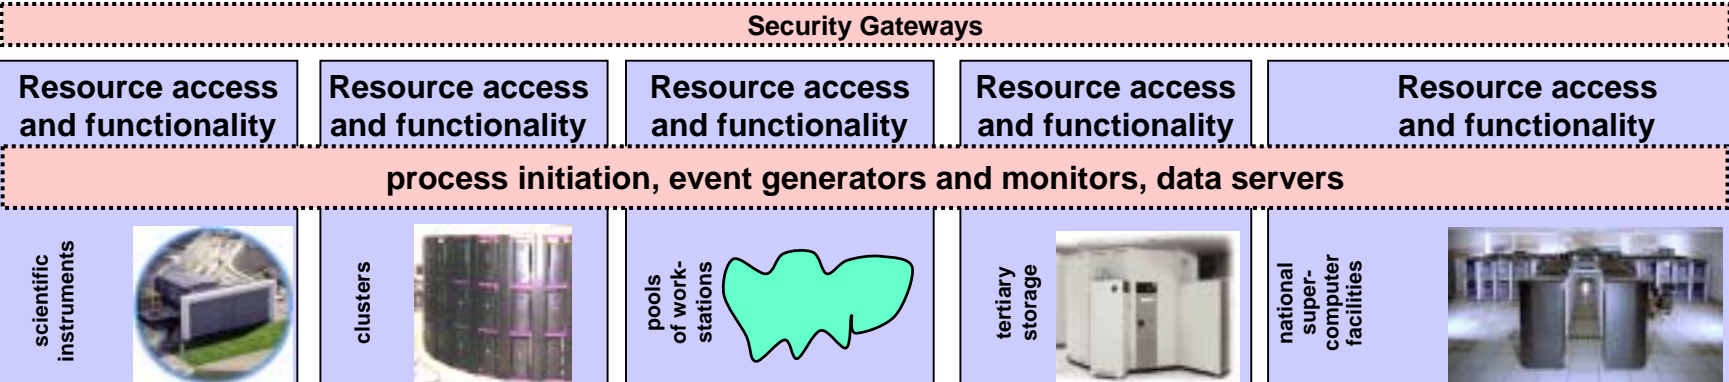 Security Gateways
Resource access
and functionality
Resource access
and functionality
Resource access
and functionality
Resource access
and functionality
Resource access
and functionality
process initiation, event generators and monitors, data servers
scientific
instruments
clusters
pools
of work-
stations
tertiary
storage
national
super-
computer
facilities